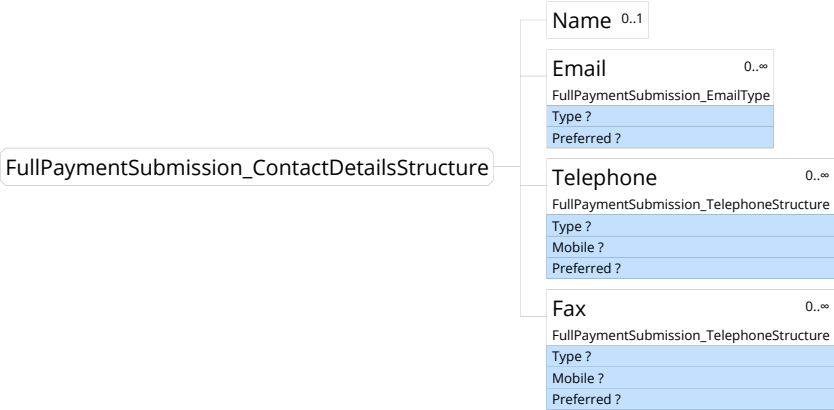 Name 0..1
Email 0..∞
FullPaymentSubmission_EmailType
Type ?
Preferred ?
FullPaymentSubmission_ContactDetailsStructure
Telephone 0..∞
FullPaymentSubmission_TelephoneStructure
Type ?
Mobile ?
Preferred ?
Fax 0..∞
FullPaymentSubmission_TelephoneStructure
Type ?
Mobile ?
Preferred ?